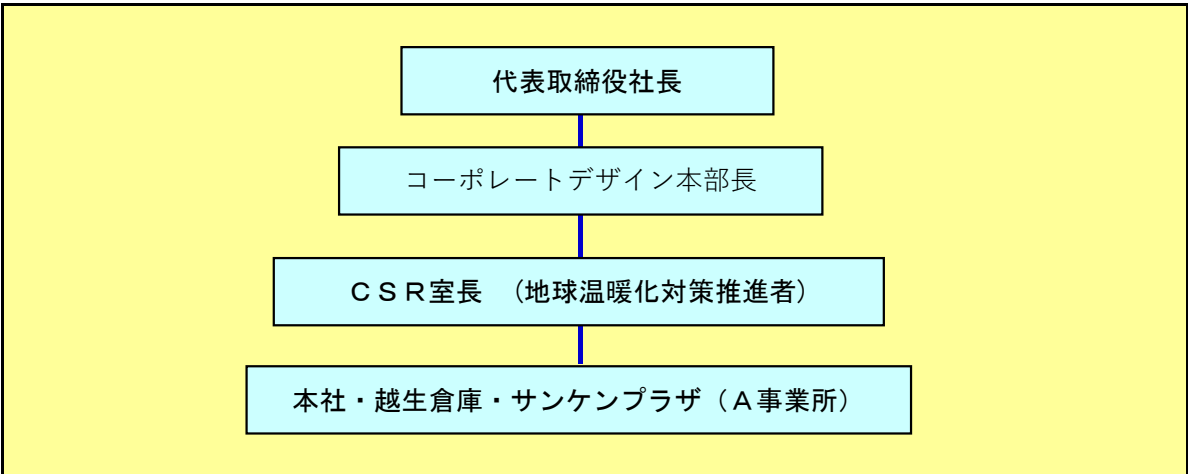 代表取締役社長
コーポレートデザイン本部長
ＣＳＲ室長　（地球温暖化対策推進者）
本社・越生倉庫・サンケンプラザ（Ａ事業所）